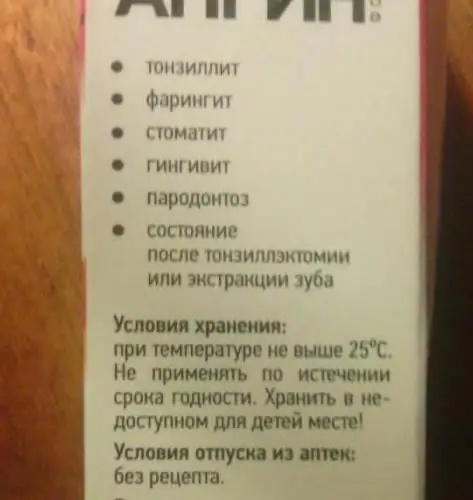 • тонзиллит
• фарингит
• стоматит
• гингивит
• пародонтоз
• состояние
после тонзиллэктомии
или экстракции зуба
Условия хранения:
при температуре не выше 25°С.
Не применять по истечении
срока годности. Хранить в не-
доступном для детей месте!
Условия отпуска из аптек:
без рецепта.